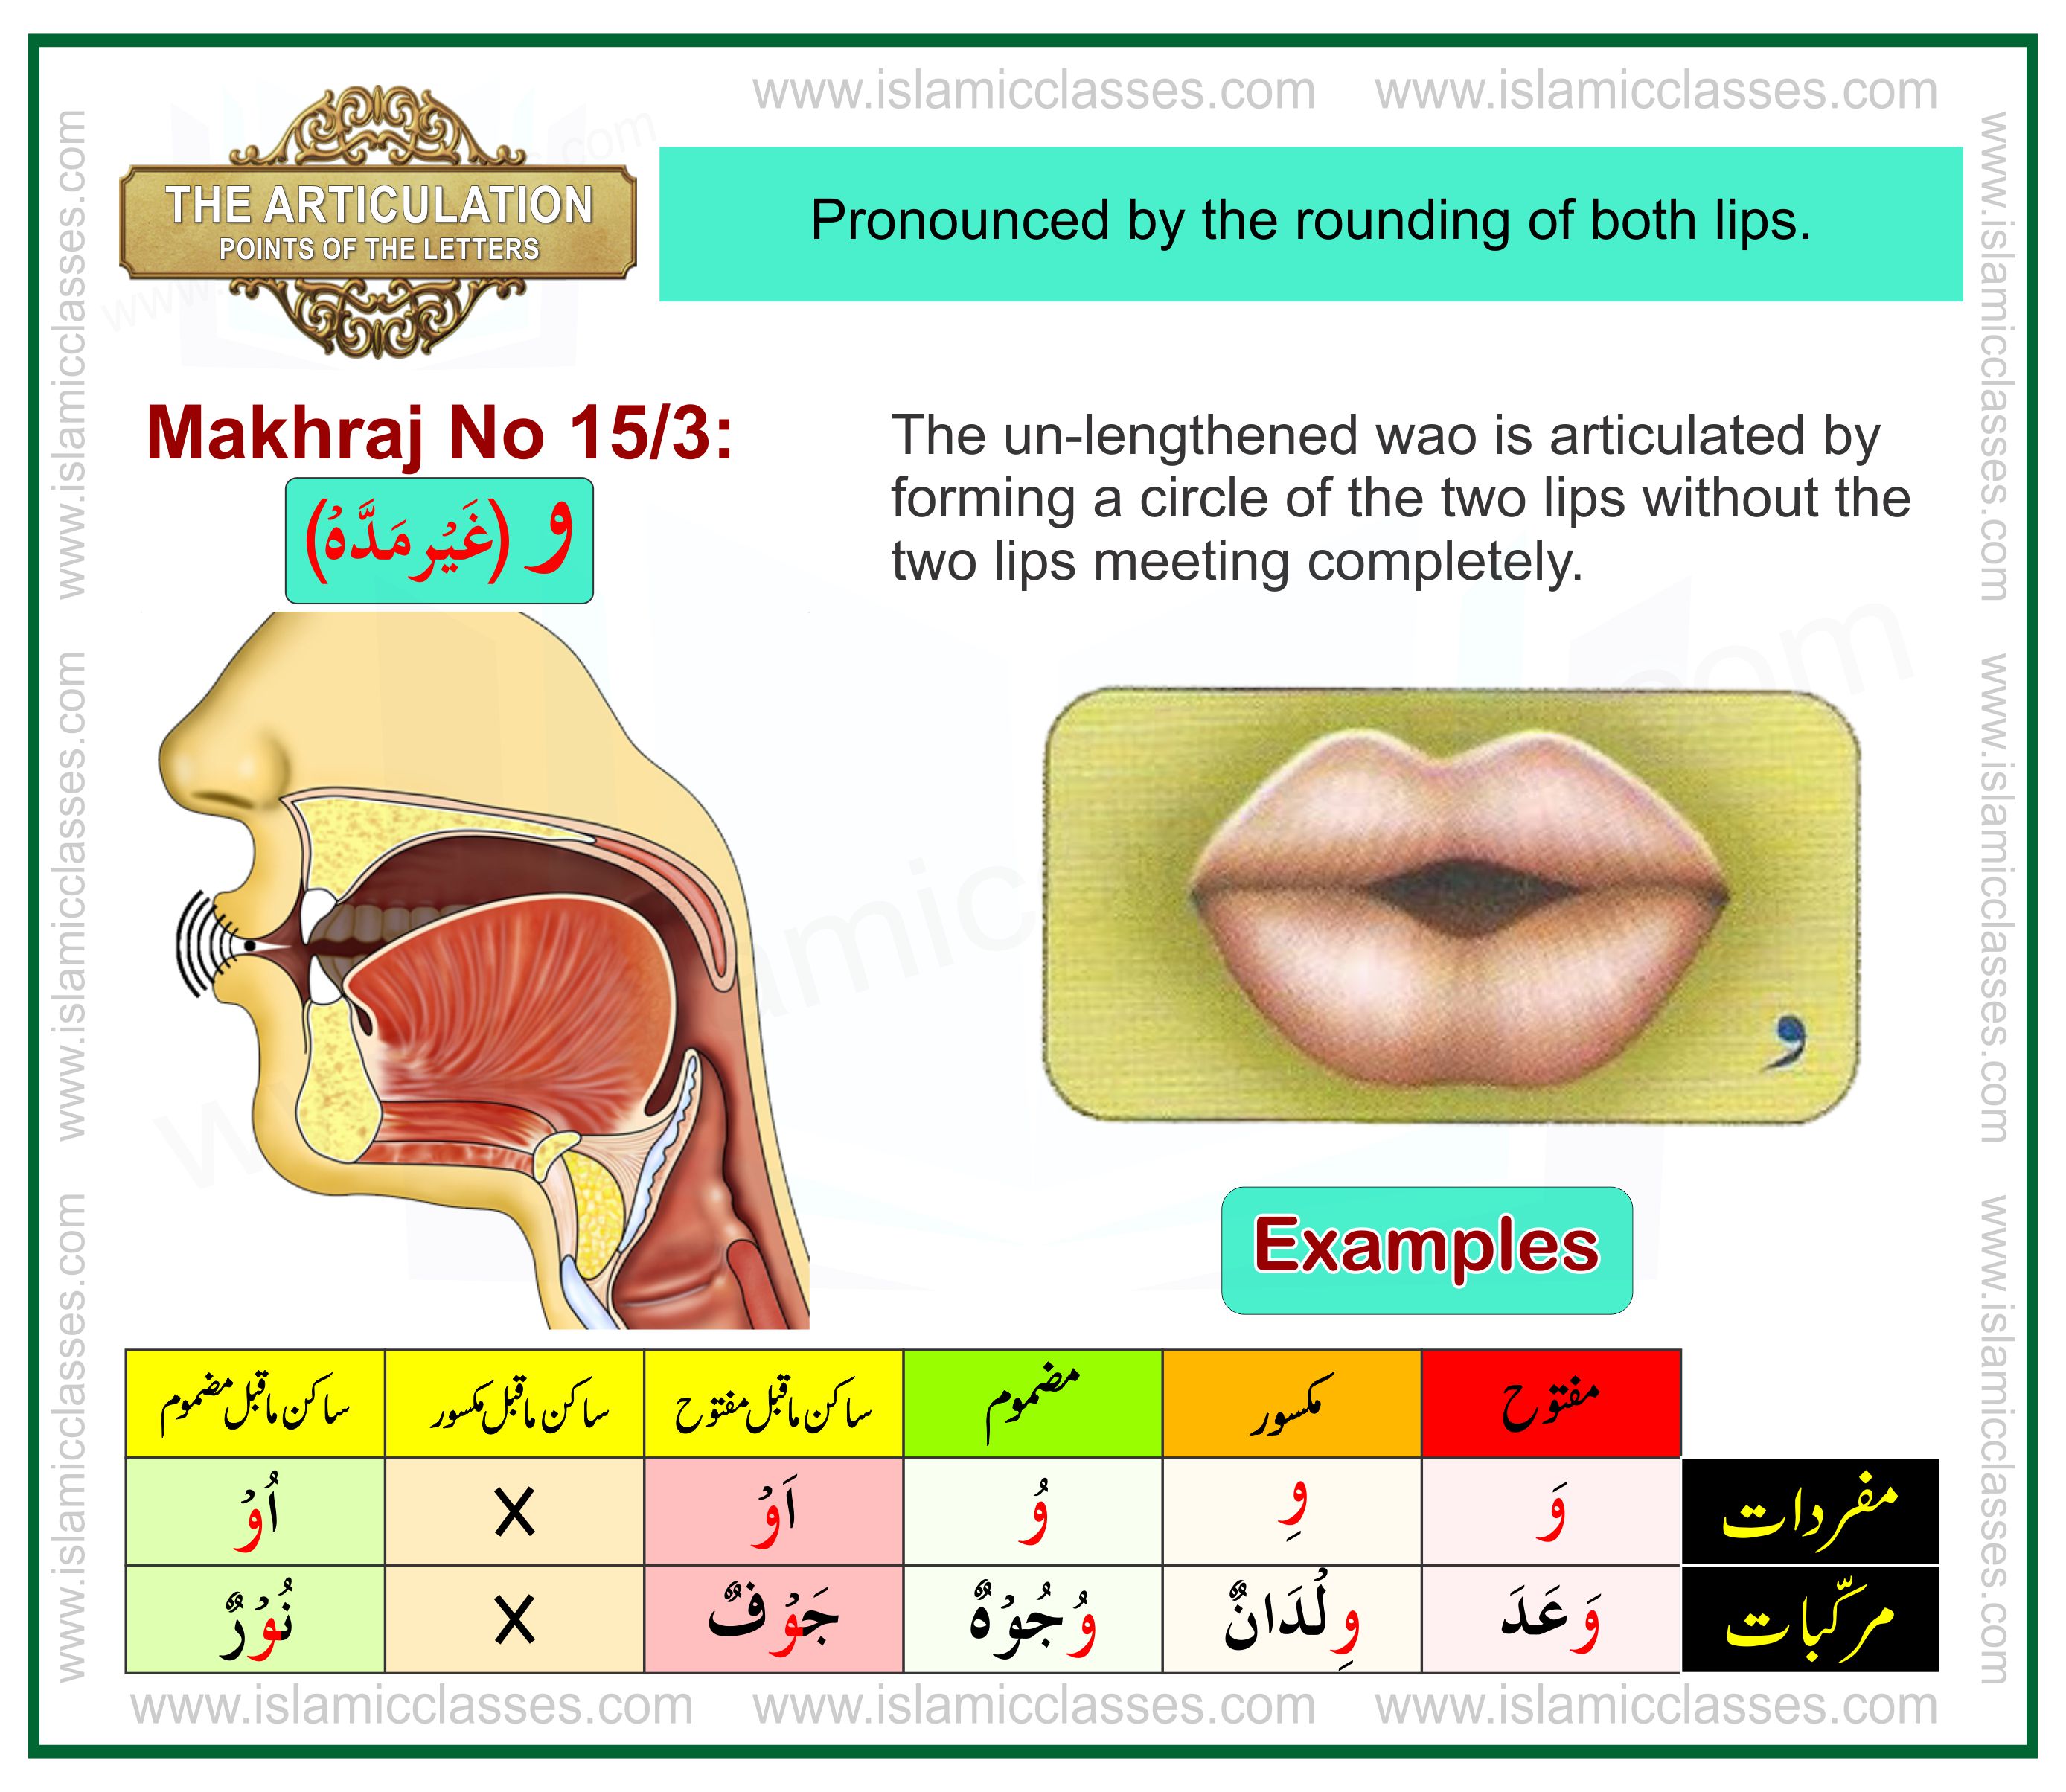 www.islamicclasses.com www.islamicclasses.com
THE ARTICULATION
POINTS OF THE LETTERS
Pronounced by the rounding of both lips.
Makhraj No 15/3:
و (غَیْر مَدَّہْ)
The un-lengthened wao is articulated by
forming a circle of the two lips without the
two lips meeting completely.
و
Examples
مفتوح مکسور مضموم ساکن ماقبل مفتوح ساکن ماقبل مکسور ساکن ماقبل مضموم
مفردات وَ وِ وُ اَوْ X اُوْ
مرکّبات وَعَدَ وِلْدَانٌ وُجُوْہٌ جَوْفٌ X نُوْرٌ
www.islamicclasses.com www.islamicclasses.com www.islamicclasses.com
www.islamicclasses.com www.islamicclasses.com www.islamicclasses.com
www.islamicclasses.com www.islamicclasses.com www.islamicclasses.com